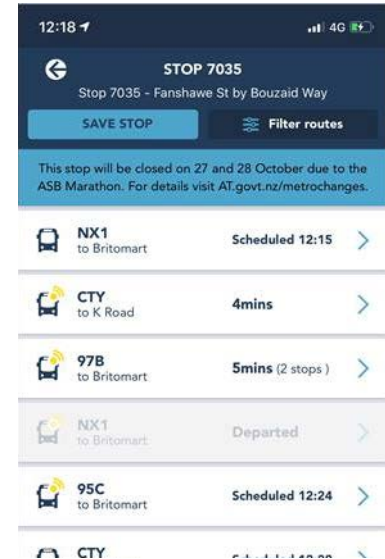 12:18 4G
STOP 7035
Stop 7035 - Fanshawe St by Bouzaid Way
SAVE STOP Filter routes
This stop will be closed on 27 and 28 October due to the
ASB Marathon. For details visit AT.govt.nz/metrochanges.
NX1
to Britomart Scheduled 12:15
CTY
to K Road 4mins
97B
to Britomart 5mins (2 stops )
NX1
to Britomart Departed
95C
to Britomart Scheduled 12:24
CTY